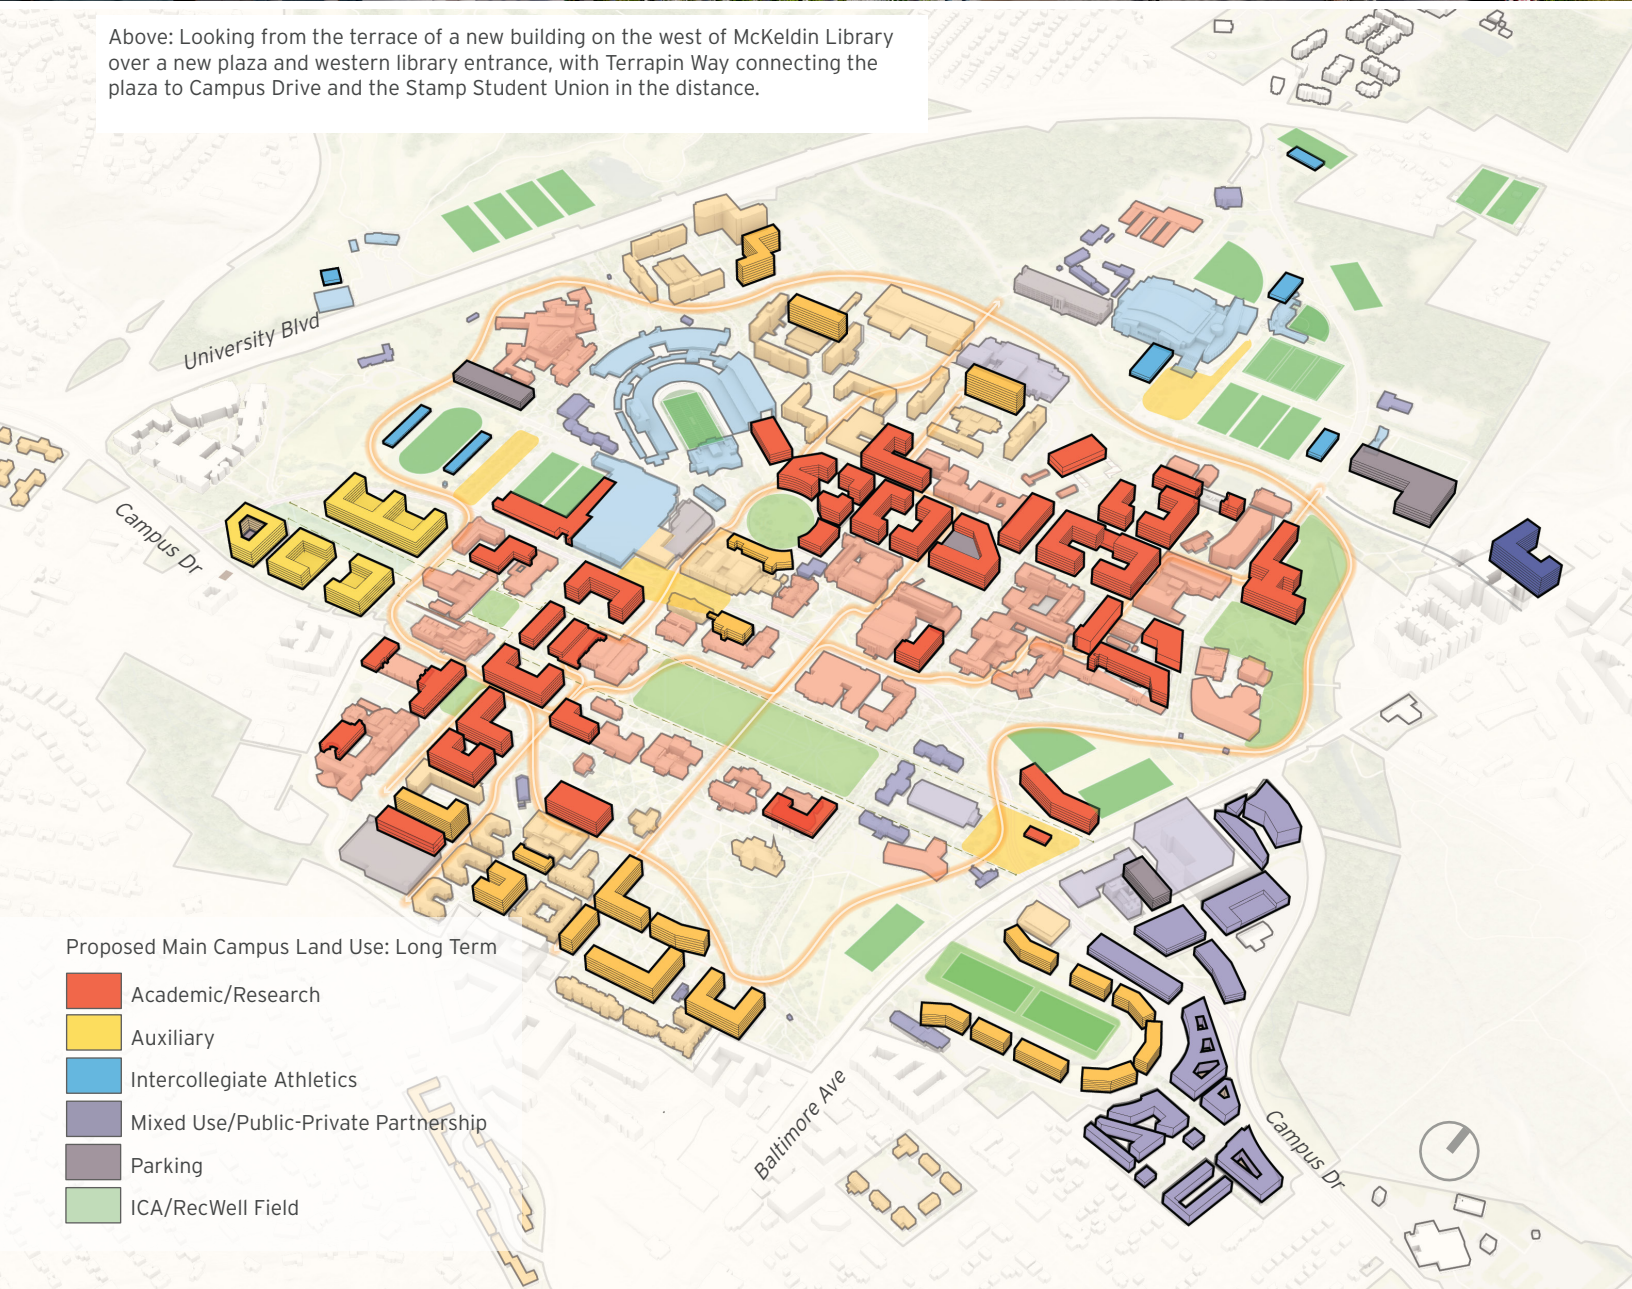 Above: Looking from the terrace of a new building on the west of McKeldin Library
over a new plaza and western library entrance, with Terrapin Way connecting the
plaza to Campus Drive and the Stamp Student Union in the distance.
University Blvd
Campus Dr
Proposed Main Campus Land Use: Long Term
Academic/Research
Auxiliary
Intercollegiate Athletics
Mixed Use/Public-Private Partnership
Parking
ICA/RecWell Field
Baltimore Ave
Campus Dr